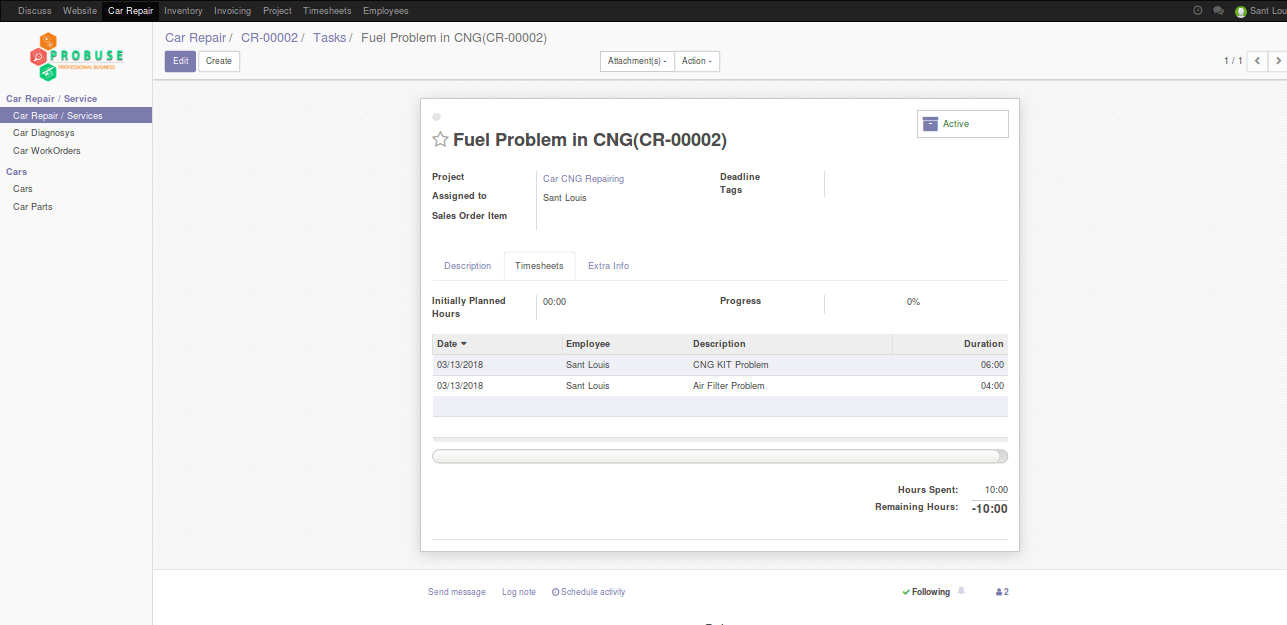 Discuss Website Car Repair Inventory Invoicing Project Timesheets Employees Sant Lou
PROBUSE
PROFESSIONAL BUSINESS
Car Repair / CR-00002 / Tasks / Fuel Problem in CNG(CR-00002)
Edit Create Attachment(s) Action 1 / 1
Car Repair / Service
Car Repair / Services
Car Diagnosys
Car WorkOrders
Cars
Cars
Car Parts
Active
Fuel Problem in CNG(CR-00002)
Project Car CNG Repairing Deadline
Assigned to Sant Louis Tags
Sales Order Item
Description Timesheets Extra Info
Initially Planned Hours 00:00 Progress 0%
Date Employee Description Duration
03/13/2018 Sant Louis CNG KIT Problem 06:00
03/13/2018 Sant Louis Air Filter Problem 04:00
Hours Spent: 10:00
Remaining Hours: -10:00
Send message Log note Schedule activity Following 2